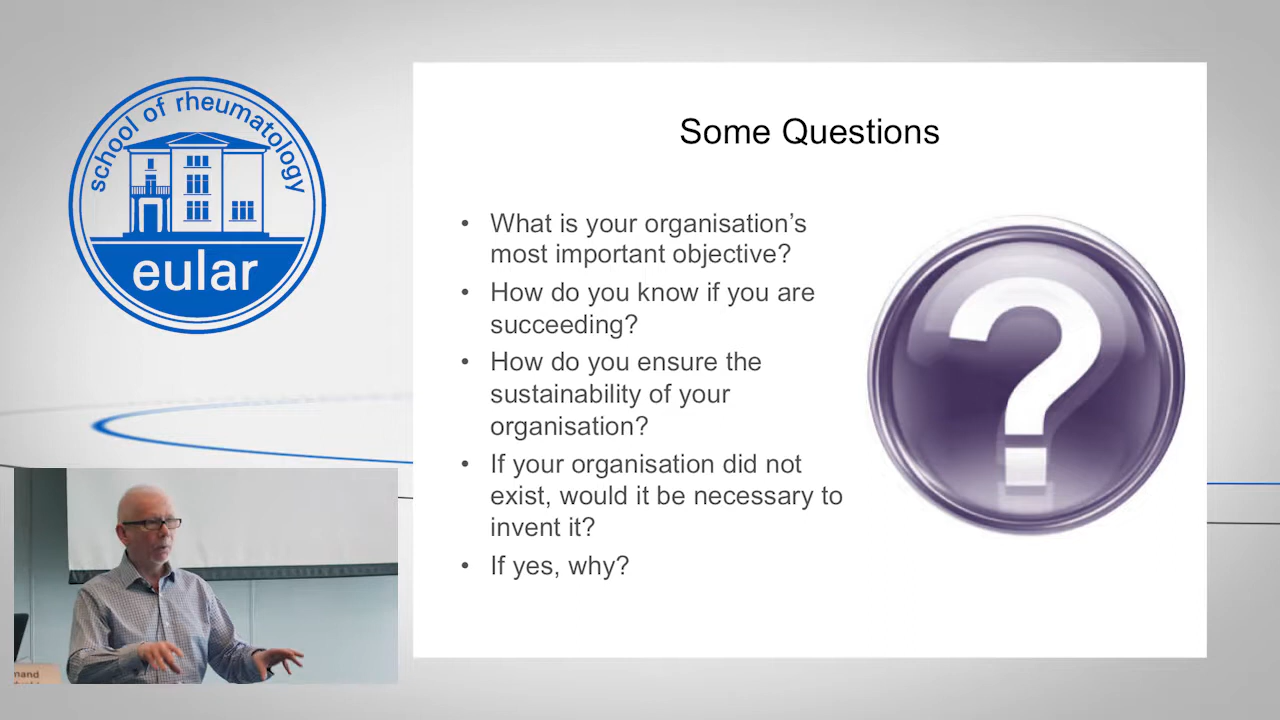 school of rheumatology
eular
Some Questions
• What is your organisation’s
most important objective?
• How do you know if you are
succeeding?
• How do you ensure the
sustainability of your
organisation?
• If your organisation did not
exist, would it be necessary to
invent it?
• If yes, why?
mand